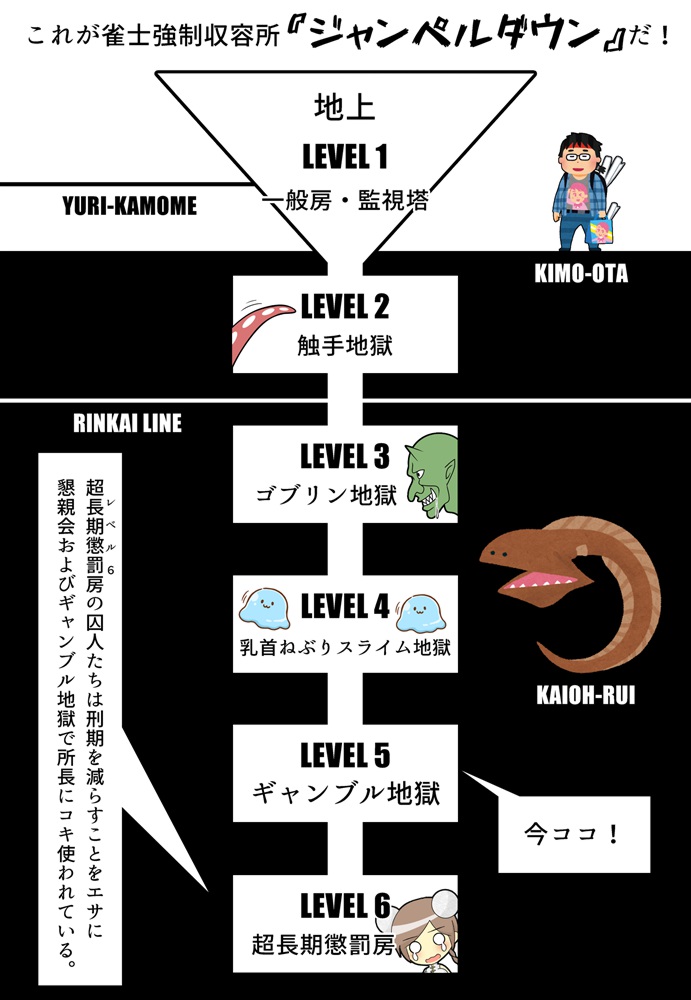 これが雀士強制収容所『ジャンペルダウン』だ！
地上
LEVEL 1
一般房・監視塔
YURI-KAMOME
KIMO-OTA
LEVEL 2
触手地獄
RINKAI LINE
LEVEL 3
ゴブリン地獄
LEVEL 4
乳首ねぶりスライム地獄
KAIOH-RUI
LEVEL 5
ギャンブル地獄
今ココ！
LEVEL 6
超長期懲罰房
レベル6
超長期懲罰房の囚人たちは刑期を減らすことをエサに
懇親会およびギャンブル地獄で所長にコキ使われている。